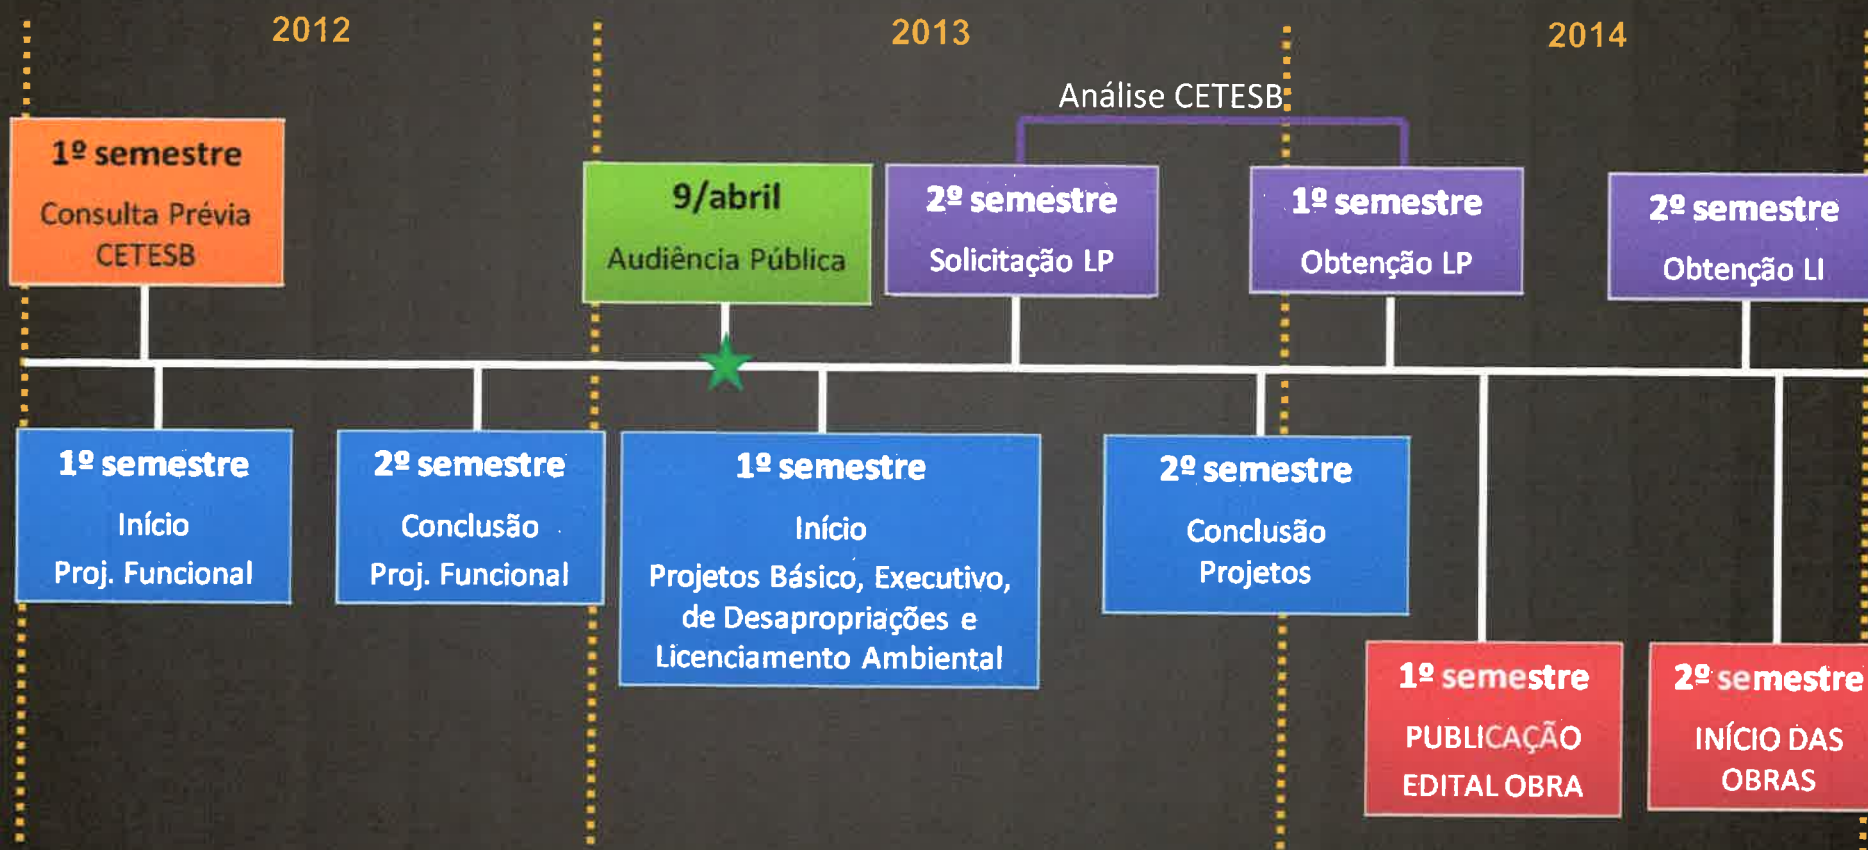 2012
2013
2014
Análise CETESB
1º semestre
Consulta Prévia
CETESB
9/abril
Audiência Pública
2º semestre
Solicitação LP
1º semestre
Obtenção LP
2º semestre
Obtenção LI
1º semestre
Início
Proj. Funcional
2º semestre
Conclusão
Proj. Funcional
1º semestre
Início
Projetos Básico, Executivo,
de Desapropriações e
Licenciamento Ambiental
2º semestre
Conclusão
Projetos
1º semestre
PUBLICAÇÃO
EDITAL OBRA
2º semestre
INÍCIO DAS
OBRAS